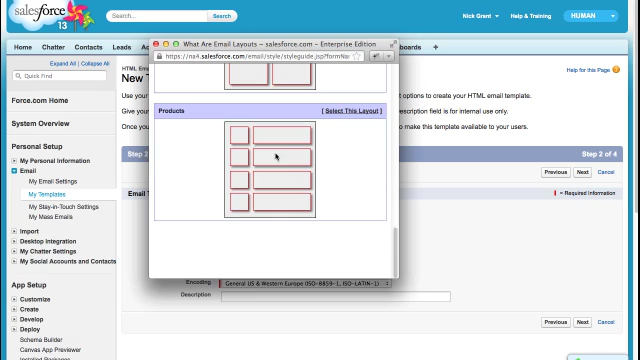 salesforce
13
Search...
Search
Nick Grant
Help & Training
HUMAN
Home
Chatter
Contacts
Leads
Accou
What Are Email Layouts ~ salesforce.com - Enterprise Edition
https://na4.salesforce.com/email/style/styleguide.jsp?formNa
Expand All | Collapse All
Quick Find
HTML Email
New T
Help for this Page
Use your
t options to create your HTML email template.
Give your
escription field is for internal use only.
Once you
to make this template available to your users.
Products
[ Select This Layout ]
Force.com Home
System Overview
Personal Setup
My Personal Information
Email
My Email Settings
My Templates
My Stay-in-Touch Settings
My Mass Emails
Import
Desktop Integration
My Chatter Settings
My Social Accounts and Contacts
App Setup
Customize
Create
Develop
Deploy
Schema Builder
Canvas App Previewer
Installed Packages
Step 2
Step 2 of 4
Previous
Next
Cancel
Email T
= Required Information
Encoding
General US & Western Europe (ISO-8859-1, ISO-LATIN-1)
Description
Previous
Next
Cancel